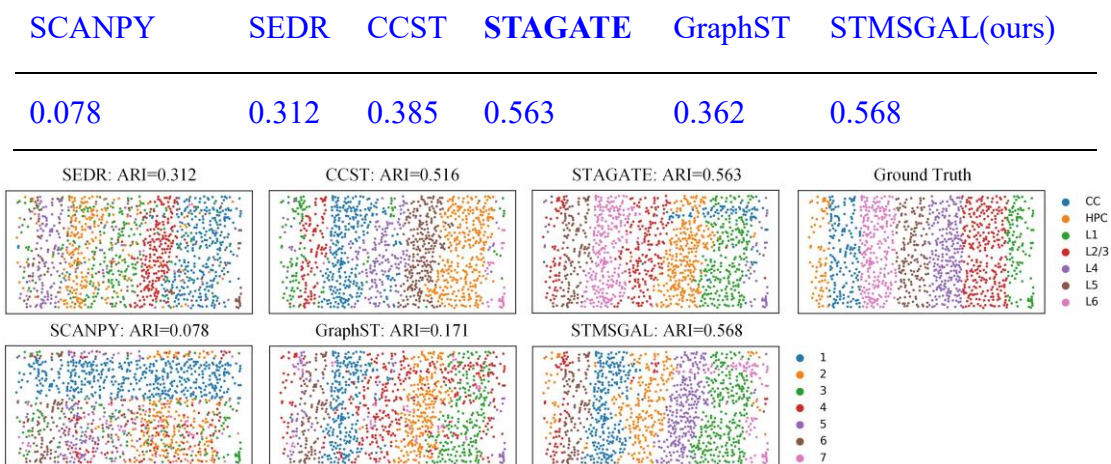 SCANPY SEDR CCST STAGATE GraphST STMSGAL(ours)
0.078 0.312 0.385 0.563 0.362 0.568
SEDR: ARI=0.312 CCST: ARI=0.516 STAGATE: ARI=0.563 Ground Truth
CC
HPC
L1
L2/3
L4
L5
L6
SCANPY: ARI=0.078 GraphST: ARI=0.171 STMSGAL: ARI=0.568
1
2
3
4
5
6
7